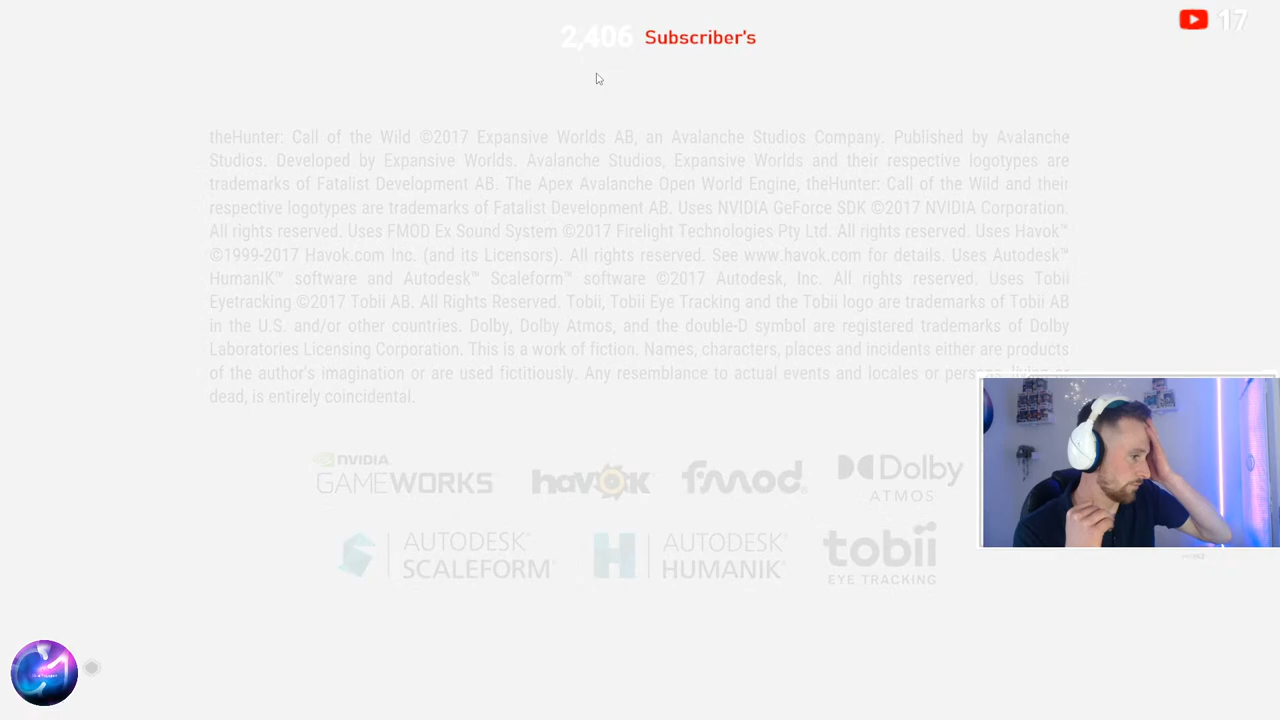 2,406 Subscriber's
17
theHunter: Call of the Wild ©2017 Expansive Worlds AB, an Avalanche Studios Company. Published by Avalanche
Studios. Developed by Expansive Worlds. Avalanche Studios, Expansive Worlds and their respective logotypes are
trademarks of Fatalist Development AB. The Apex Avalanche Open World Engine, theHunter: Call of the Wild and their
respective logotypes are trademarks of Fatalist Development AB. Uses NVIDIA GeForce SDK ©2017 NVIDIA Corporation.
All rights reserved. Uses FMOD Ex Sound System ©2017 Firelight Technologies Pty Ltd. All rights reserved. Uses Havok™
©1999-2017 Havok.com Inc. (and its Licensors). All rights reserved. See www.havok.com for details. Uses Autodesk™
HumanIK™ software and Autodesk™ Scaleform™ software ©2017 Autodesk, Inc. All rights reserved. Uses Tobii
Eyetracking ©2017 Tobii AB. All Rights Reserved. Tobii, Tobii Eye Tracking and the Tobii logo are trademarks of Tobii AB
in the U.S. and/or other countries. Dolby, Dolby Atmos, and the double-D symbol are registered trademarks of Dolby
Laboratories Licensing Corporation. This is a work of fiction. Names, characters, places and incidents either are products
of the author's imagination or are used fictitiously. Any resemblance to actual events and locales or persons, living or
dead, is entirely coincidental.
NVIDIA
GAMEWORKS
havok
fmod®
Dolby
ATMOS
AUTODESK®
SCALEFORM®
AUTODESK®
HUMANIK®
tobii
EYE TRACKING